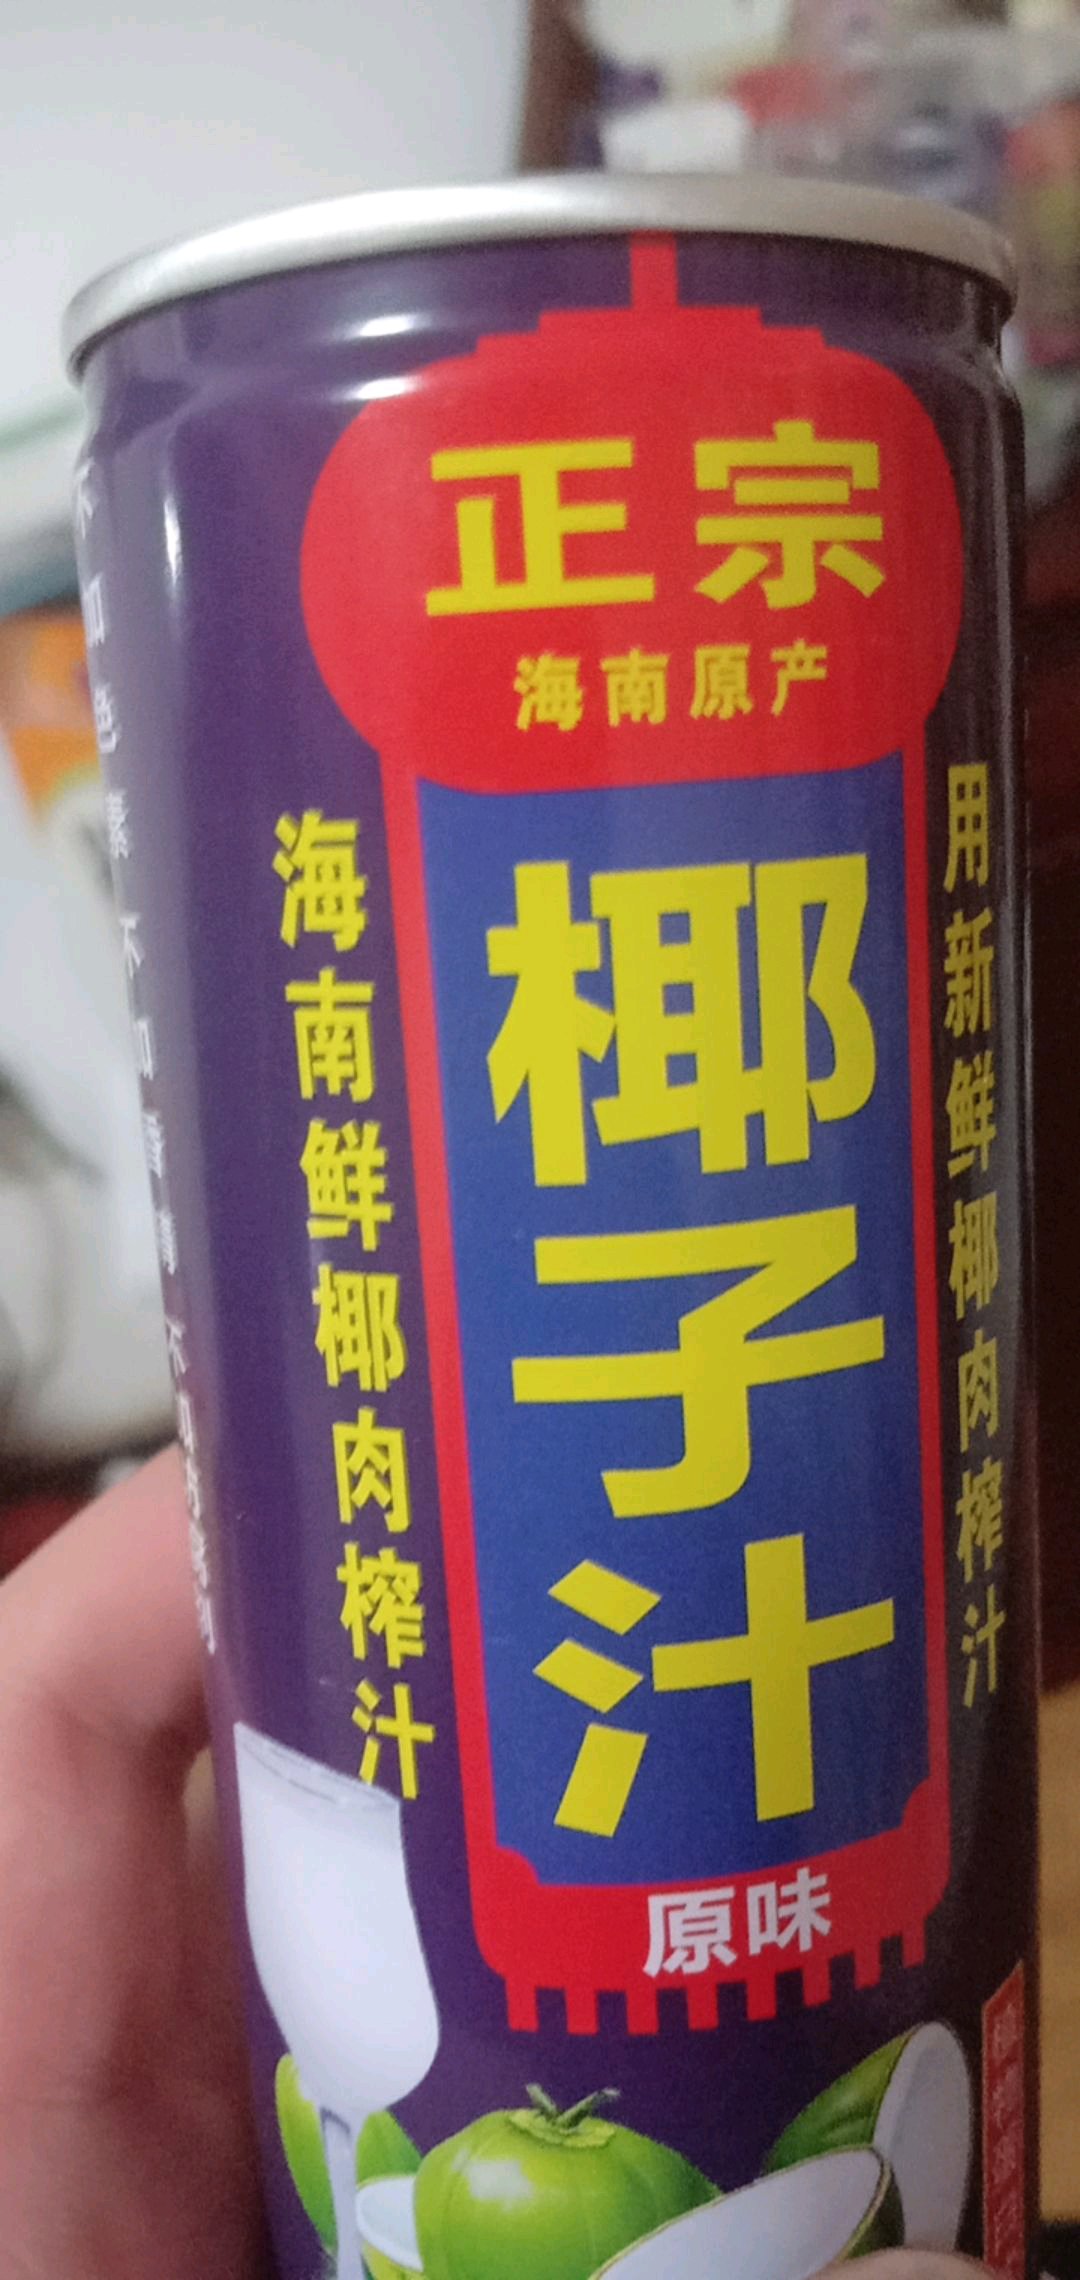 正宗
海南原产
椰子汁
原味
海南鲜椰肉榨汁
用新鲜椰肉榨汁